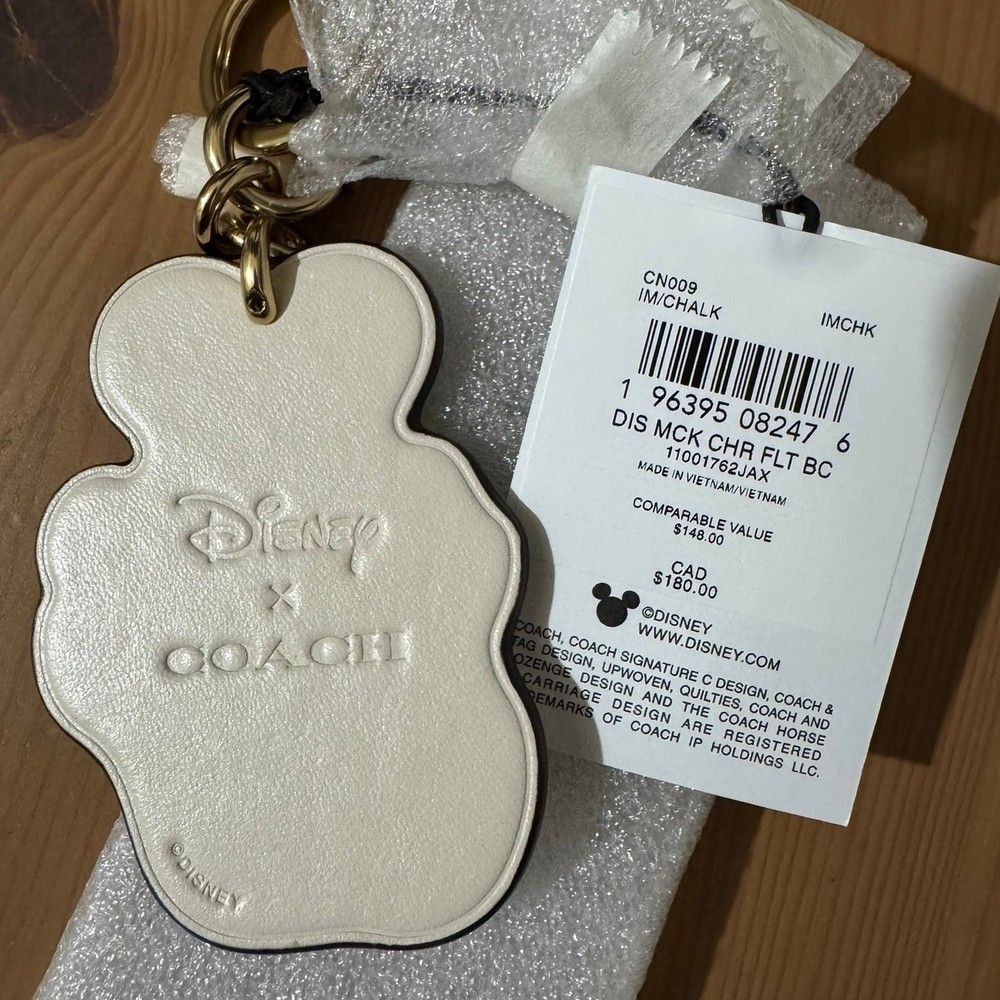 Disney
x
COACH
©DISNEY
CN009
IM/CHALK IMCHK
1 96395 08247 6
DIS MCK CHR FLT BC
11001762JAX
MADE IN VIETNAM/VIETNAM
COMPARABLE VALUE
$148.00
CAD
$180.00
©DISNEY
WWW.DISNEY.COM
COACH, COACH SIGNATURE C DESIGN, COACH &
TAG DESIGN, UPWOVEN, QUILTIES, COACH AND
OZENGE DESIGN AND THE COACH HORSE
CARRIAGE DESIGN ARE REGISTERED
DEMARKS OF COACH IP HOLDINGS LLC.